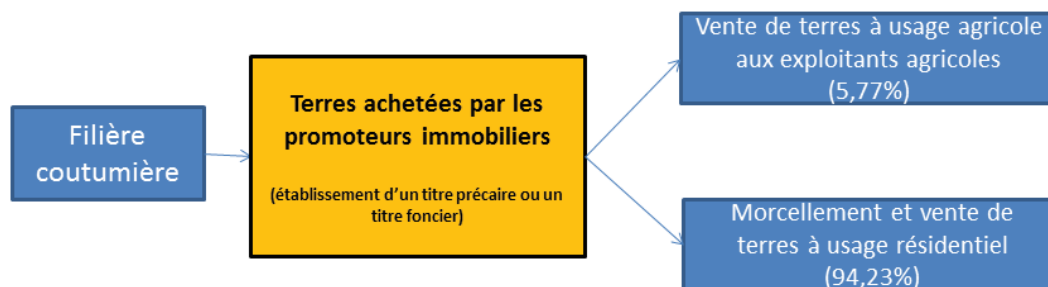 Filière
coutumière
Terres achetées par les
promoteurs immobiliers
(établissement d'un titre précaire ou un
titre foncier)
Vente de terres à usage agricole
aux exploitants agricoles
(5,77%)
Morcellement et vente de
terres à usage résidentiel
(94,23%)